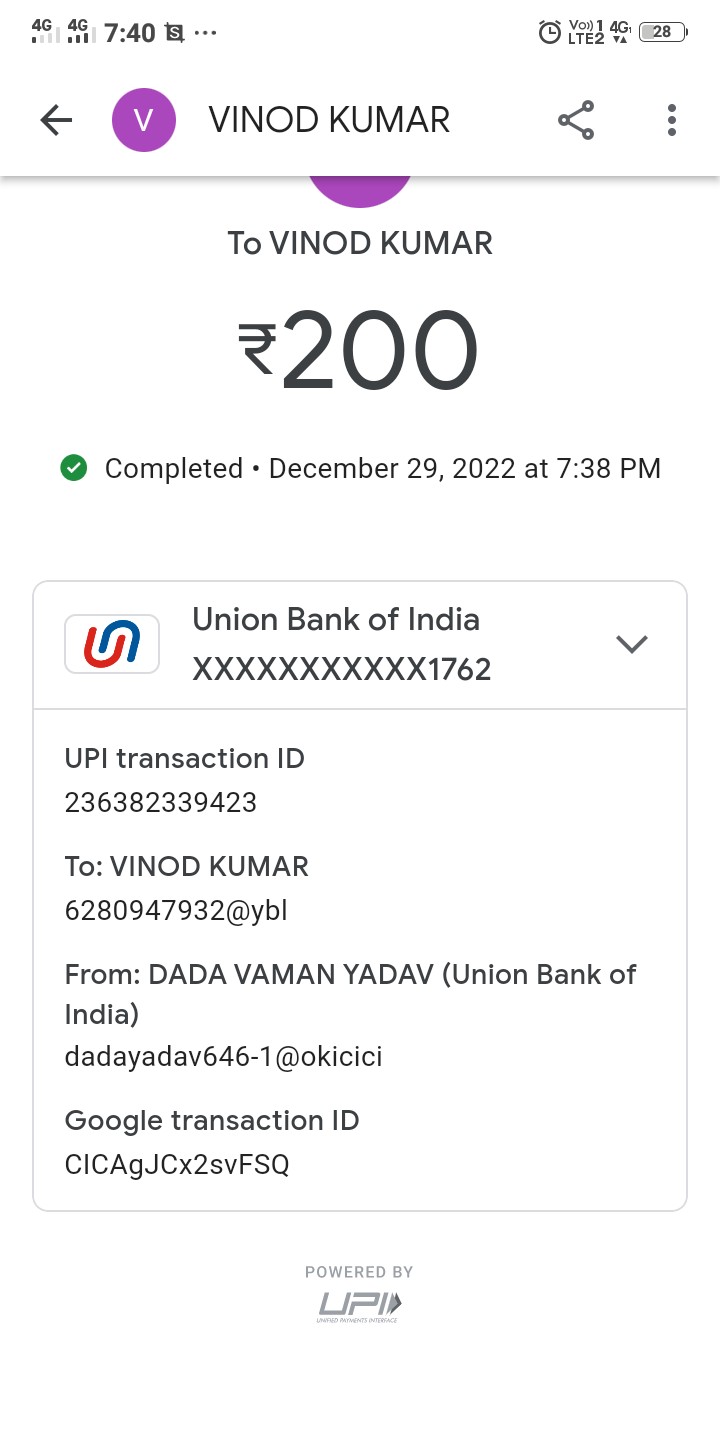 4G 4G 7:40 ... Vo)) 1 LTE2 4G 28
V VINOD KUMAR
To VINOD KUMAR
₹200
Completed • December 29, 2022 at 7:38 PM
Union Bank of India
XXXXXXXXXXX1762
UPI transaction ID
236382339423
To: VINOD KUMAR
6280947932@ybl
From: DADA VAMAN YADAV (Union Bank of
India)
dadayadav646-1@okicici
Google transaction ID
CICAgJCx2svFSQ
POWERED BY
UPI
UNIFIED PAYMENTS INTERFACE